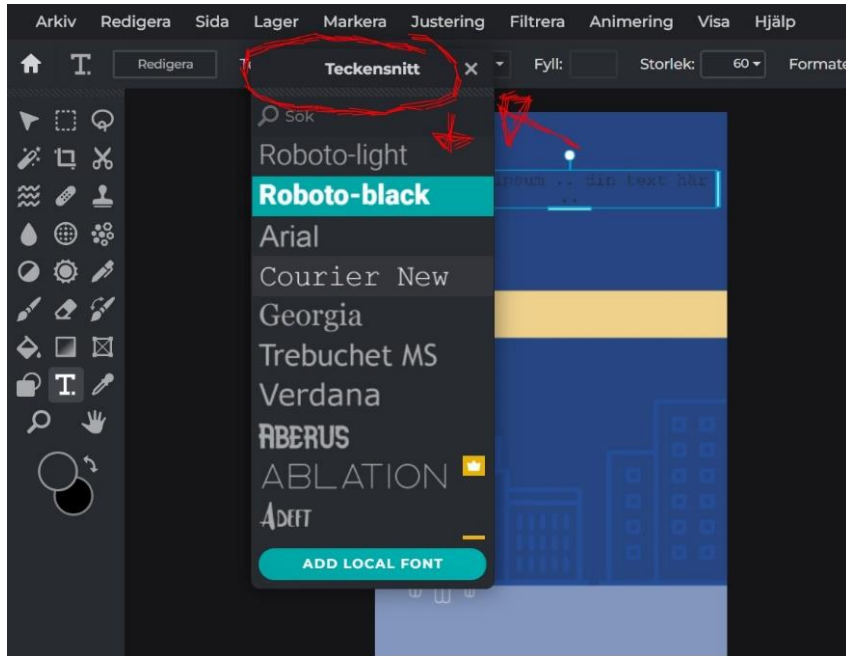 Arkiv Redigera Sida Lager Markera Justering Filtrera Animering Visa Hjälp
T. Redigera Teckensnitt × Fyll: Storlek: 60 Formate
Sök
Roboto-light
din text här
Roboto-black
..
Arial
Courier New
Georgia
Trebuchet MS
Verdana
T.
ABERUS
ABLATION
ADEFT
ADD LOCAL FONT